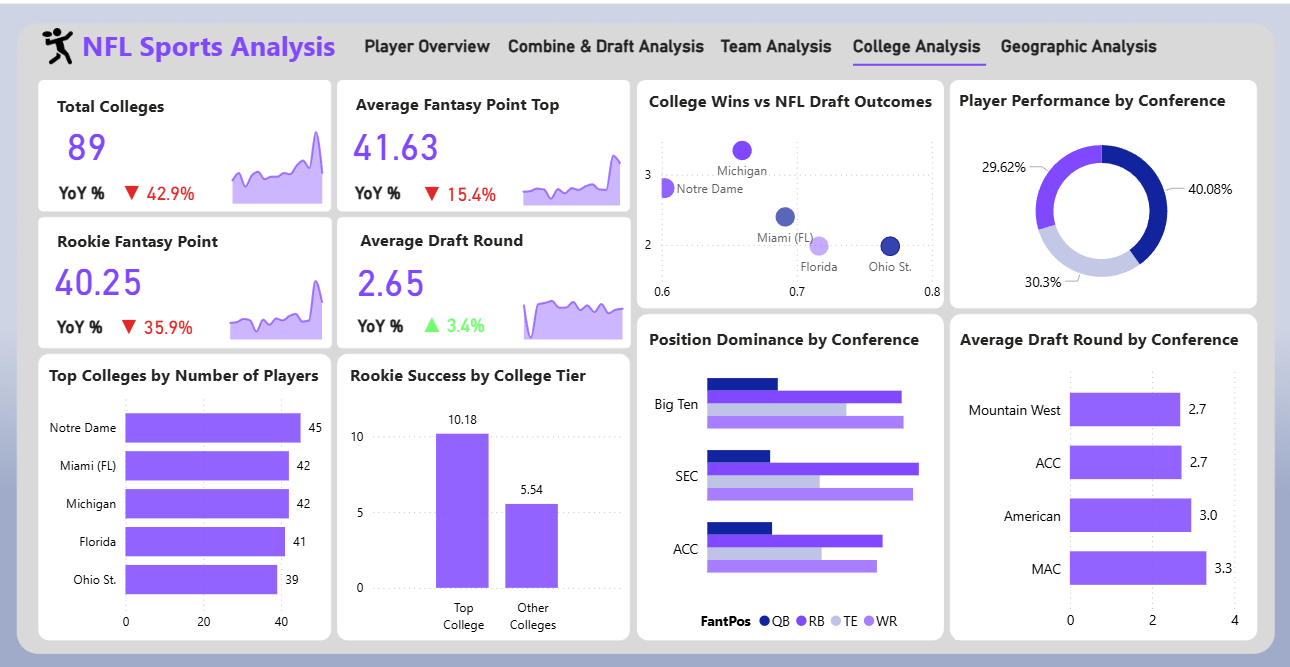 NFL Sports Analysis
Player Overview
Combine & Draft Analysis
Team Analysis
College Analysis
Geographic Analysis
Total Colleges
89
YoY % ▼ 42.9%
Average Fantasy Point Top
41.63
YoY % ▼ 15.4%
Rookie Fantasy Point
40.25
YoY % ▼ 35.9%
Average Draft Round
2.65
YoY % ▲ 3.4%
College Wins vs NFL Draft Outcomes
3
2
Michigan
Notre Dame
Miami (FL)
Florida
Ohio St.
0.6 0.7 0.8
Player Performance by Conference
29.62%
40.08%
30.3%
Top Colleges by Number of Players
Notre Dame 45
Miami (FL) 42
Michigan 42
Florida 41
Ohio St. 39
0 20 40
Rookie Success by College Tier
10
5
0
10.18
5.54
Top
College
Other
Colleges
Position Dominance by Conference
Big Ten
SEC
ACC
FantPos QB RB TE WR
Average Draft Round by Conference
Mountain West 2.7
ACC 2.7
American 3.0
MAC 3.3
0 2 4